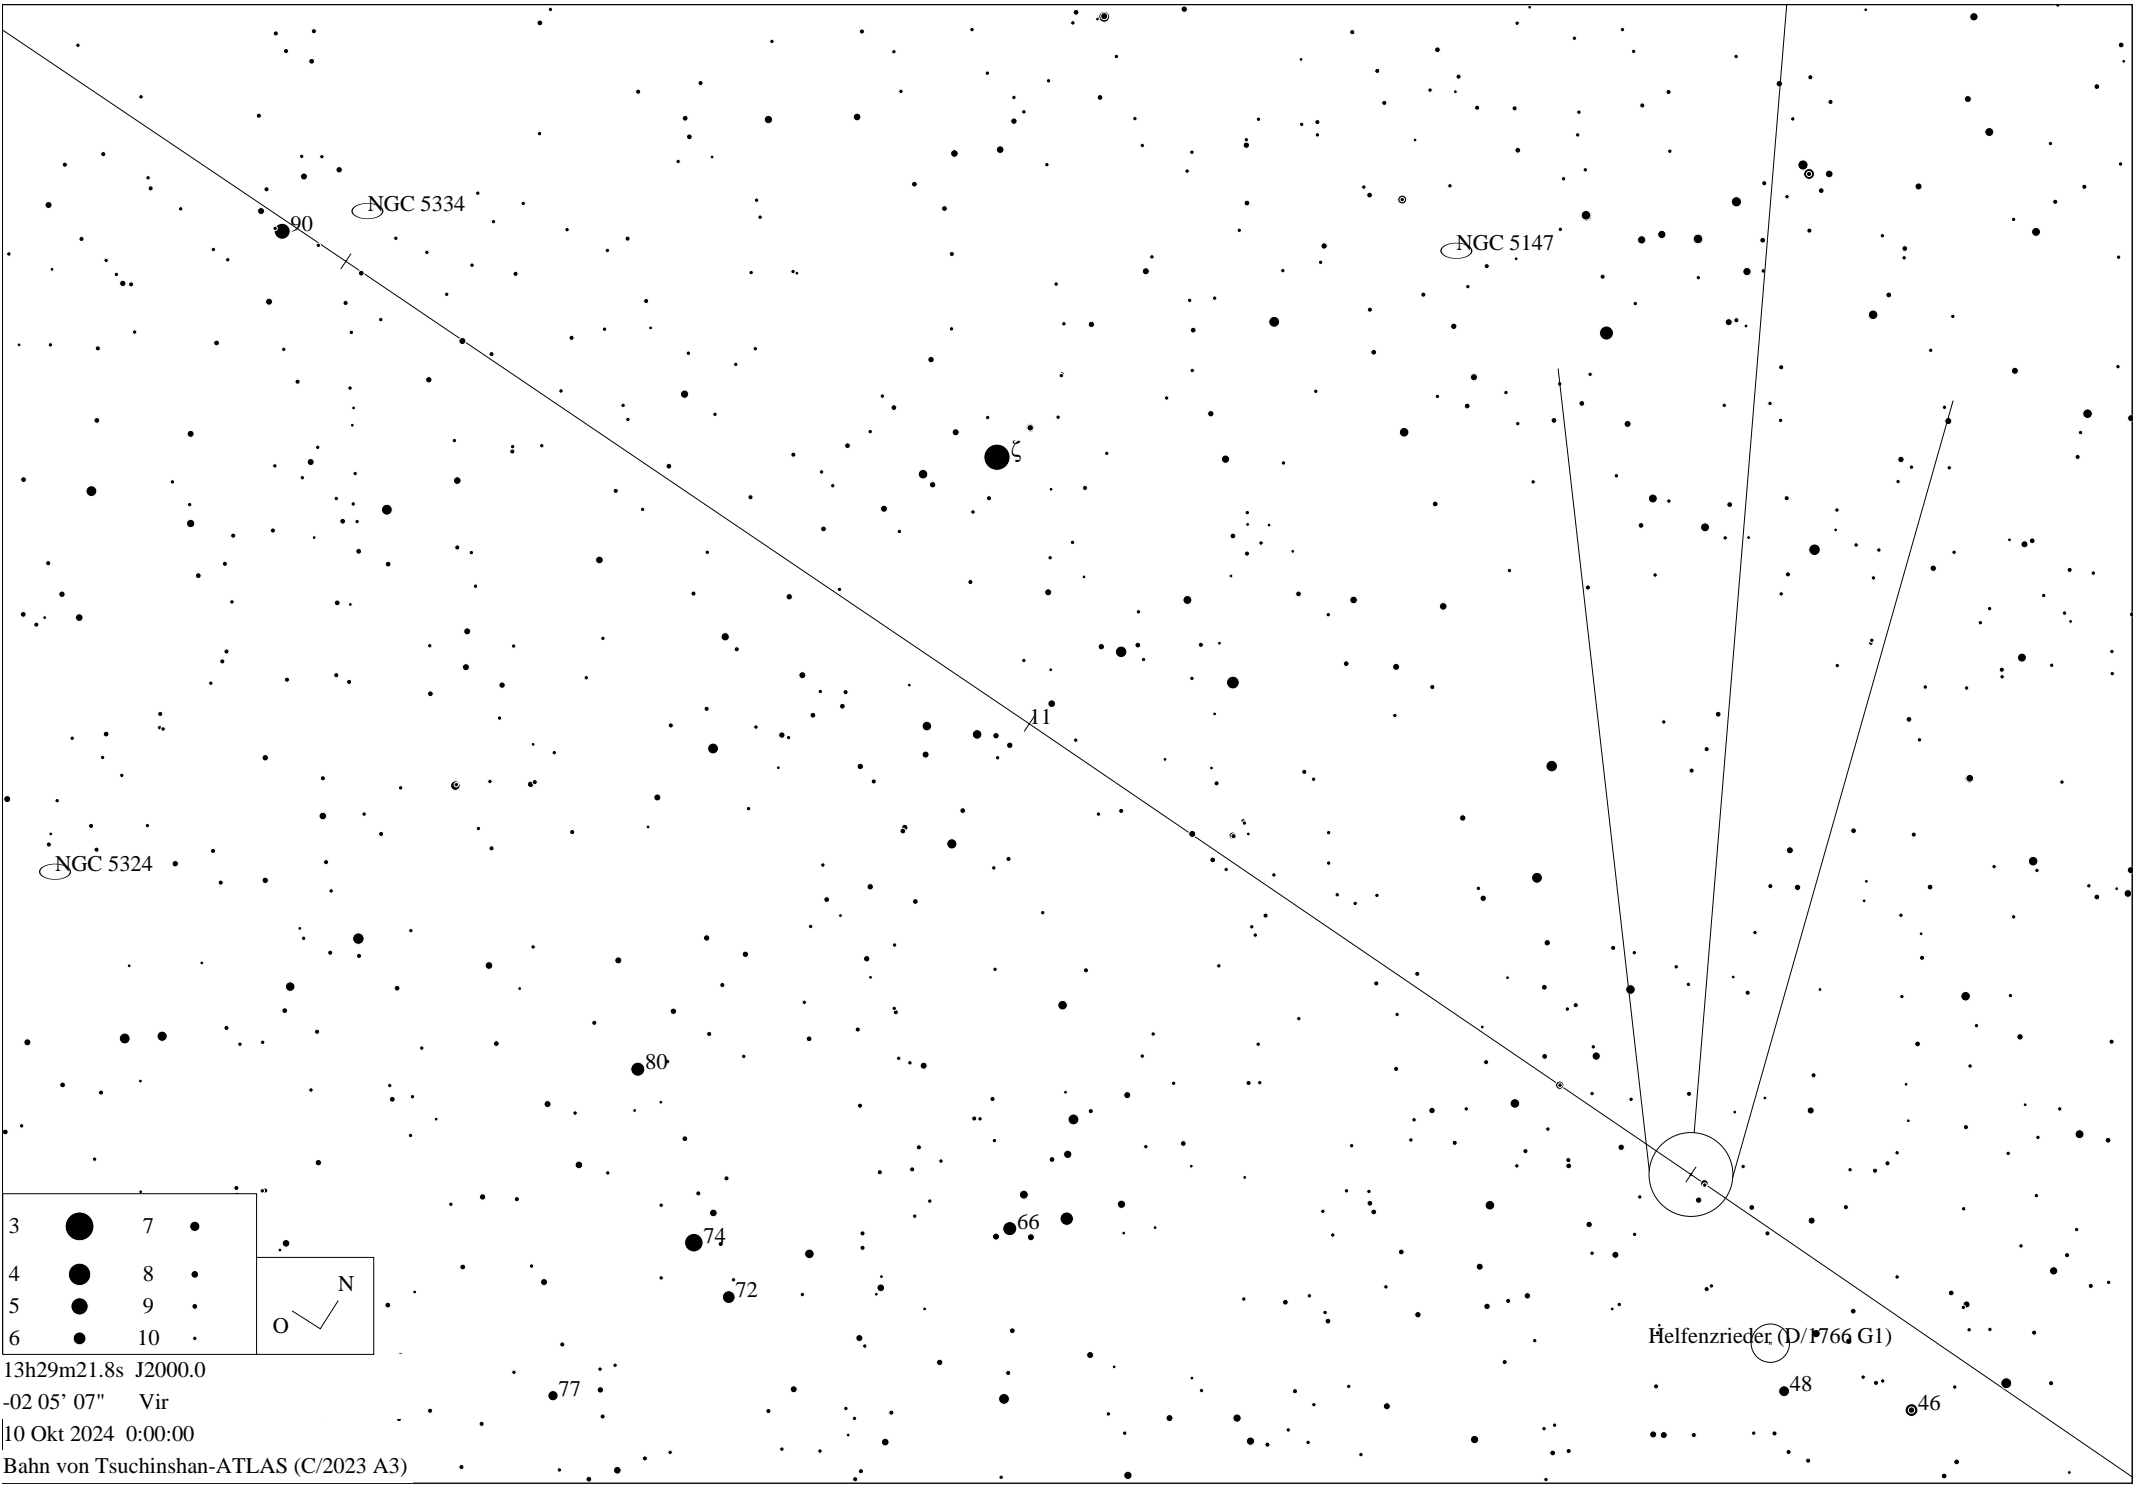 NGC 5334
90
NGC 5147
ζ
11
NGC 5324
80
74
66
72
3 7
4 8
5 9
6 10
N
O
Helfenzrieder (D/1766 G1)
77
48
46
13h29m21.8s J2000.0
-02 05' 07" Vir
10 Okt 2024 0:00:00
Bahn von Tsuchinshan-ATLAS (C/2023 A3)